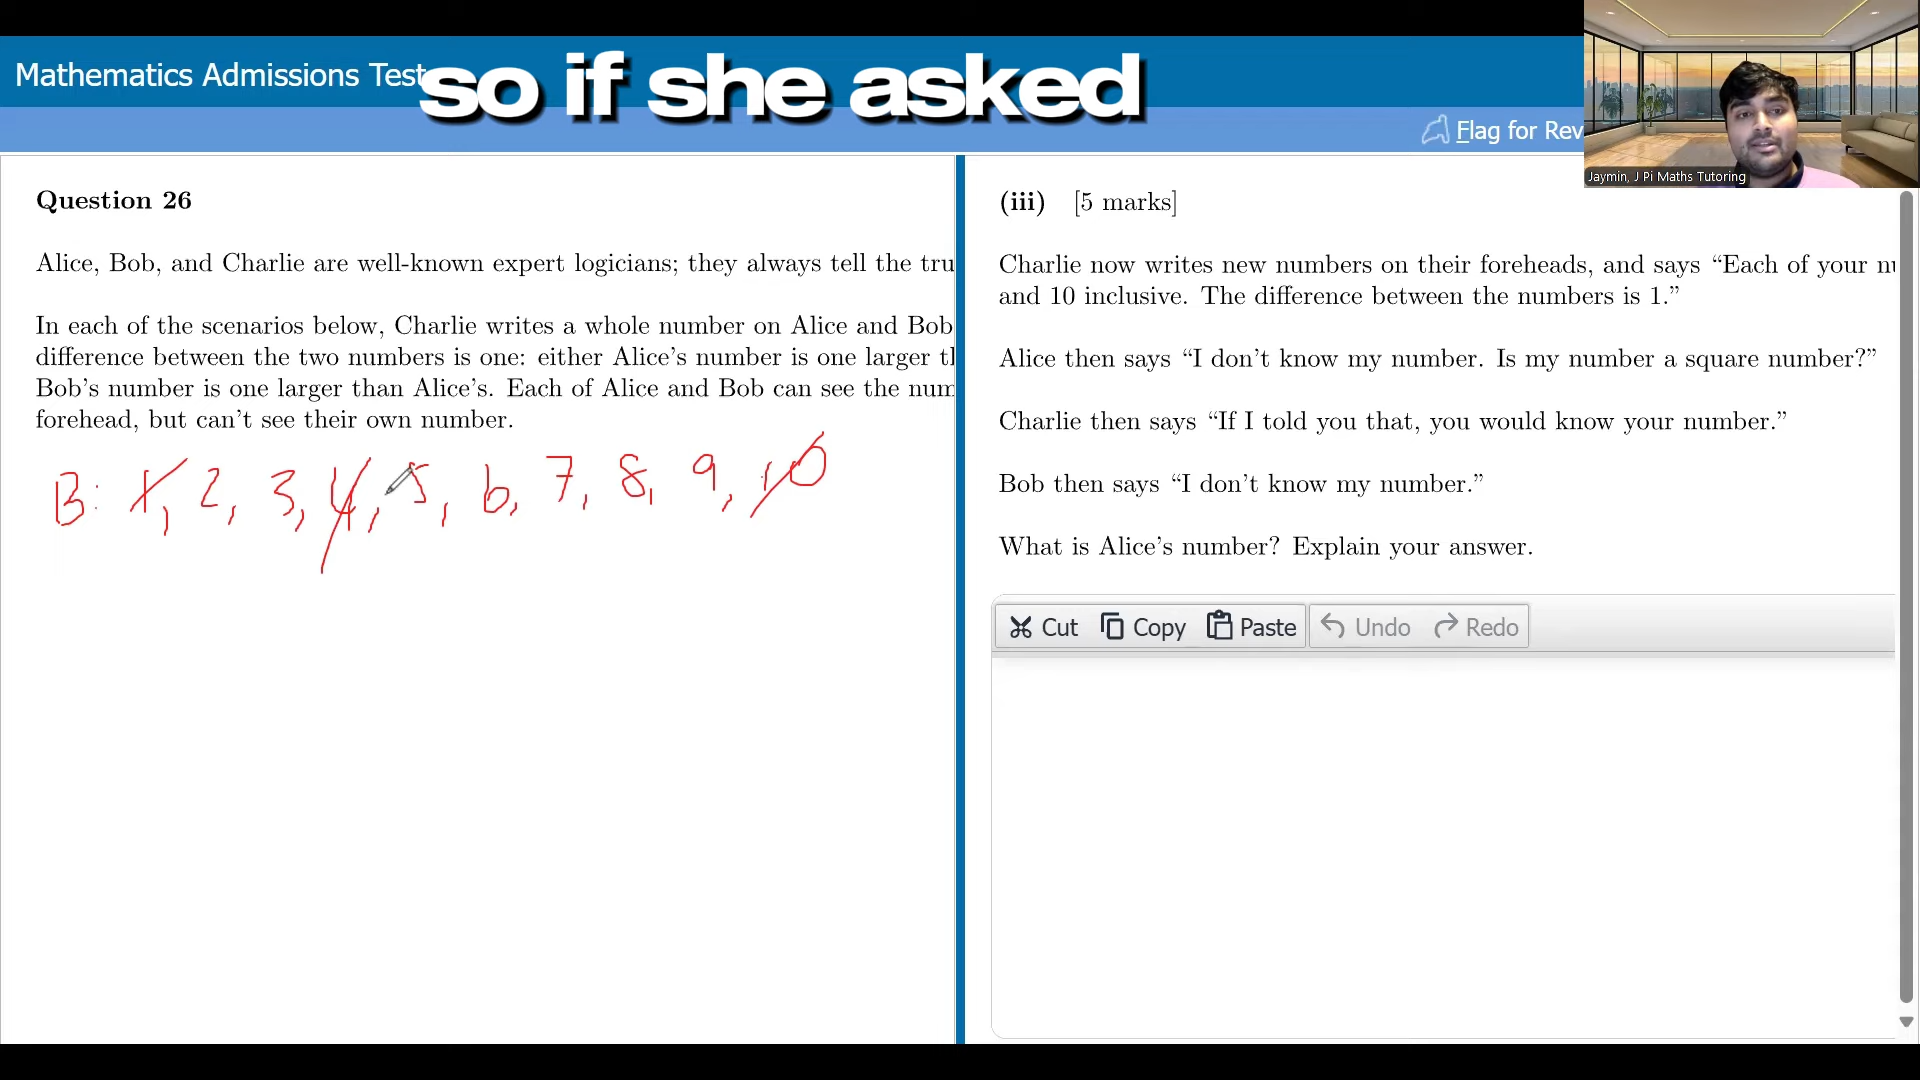 Mathematics Admissions Test
so if she asked
Flag for Rev
Jaymin, J Pi Maths Tutoring
Question 26
Alice, Bob, and Charlie are well-known expert logicians; they always tell the tru
In each of the scenarios below, Charlie writes a whole number on Alice and Bob
difference between the two numbers is one: either Alice's number is one larger t
Bob's number is one larger than Alice's. Each of Alice and Bob can see the num
forehead, but can't see their own number.
B: 1, 2, 3, 4, 5, 6, 7, 8, 9, 10
(iii) [5 marks]
Charlie now writes new numbers on their foreheads, and says “Each of your nu
and 10 inclusive. The difference between the numbers is 1.”
Alice then says “I don't know my number. Is my number a square number?”
Charlie then says “If I told you that, you would know your number.”
Bob then says “I don't know my number.”
What is Alice's number? Explain your answer.
Cut Copy Paste Undo Redo